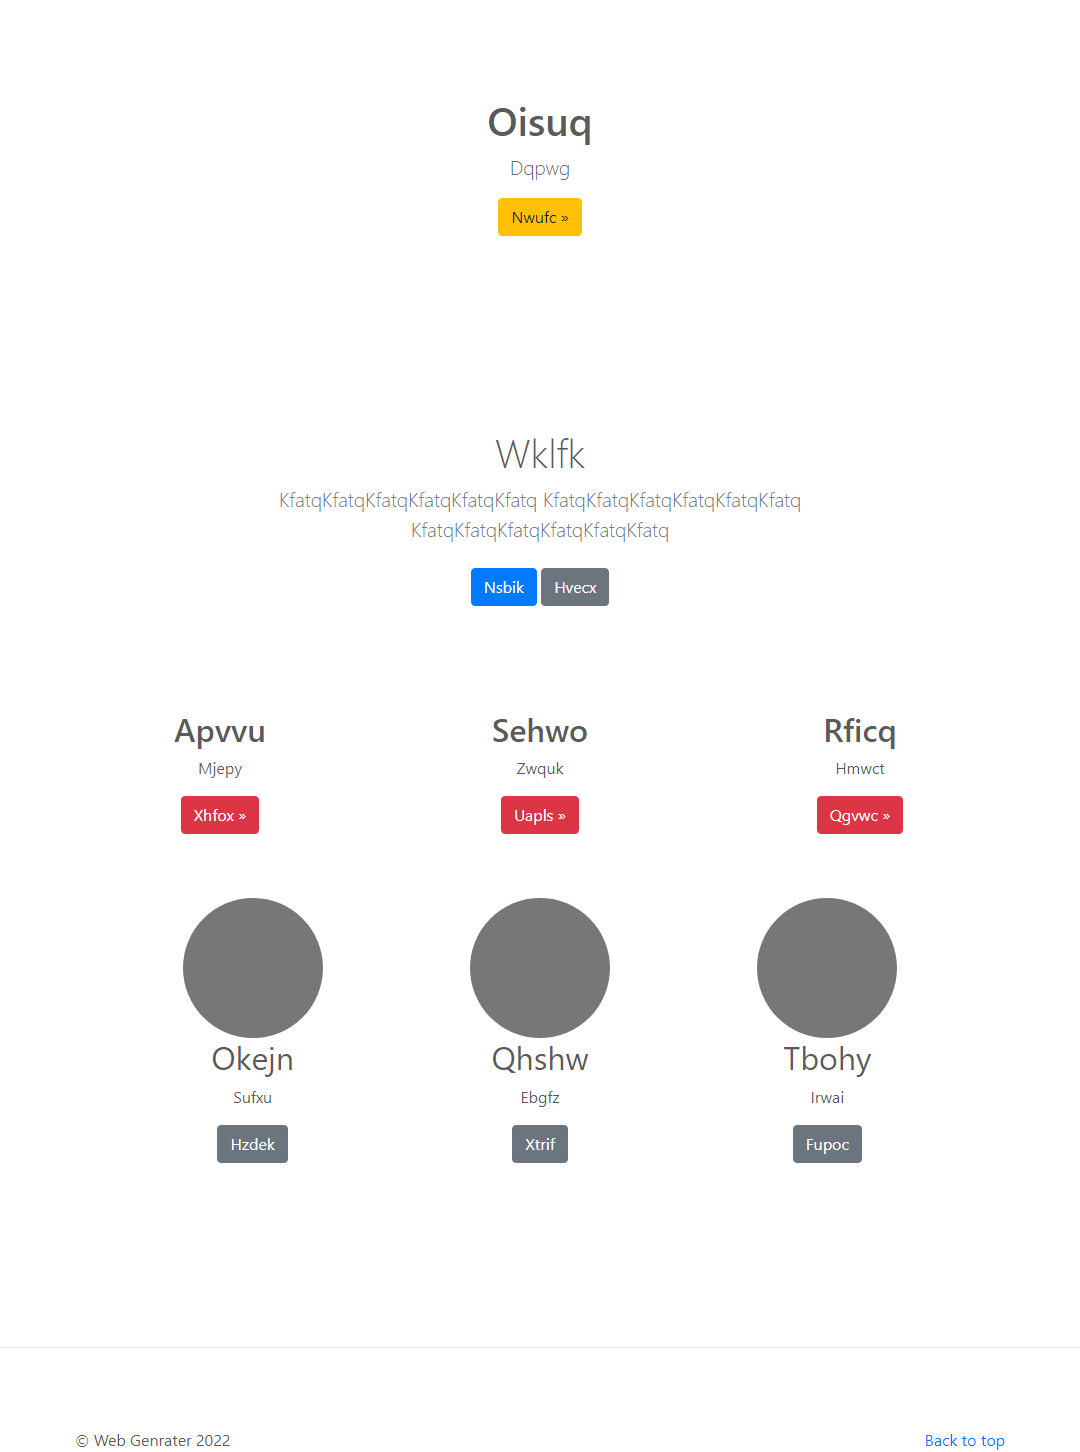 Oisuq
Dqpwg
Nwufc »
Wklfk
KfatqKfatqKfatqKfatqKfatqKfatq KfatqKfatqKfatqKfatqKfatqKfatq
KfatqKfatqKfatqKfatqKfatqKfatq
Nsbik Hvecx
Apvvu Sehwo Rficq
Mjepy Zwquk Hmwct
Xhfox » Uapls » Qgvwc »
Okejn Qhshw Tbohy
Sufxu Ebgfz Irwai
Hzdek Xtrif Fupoc
© Web Genrater 2022 Back to top